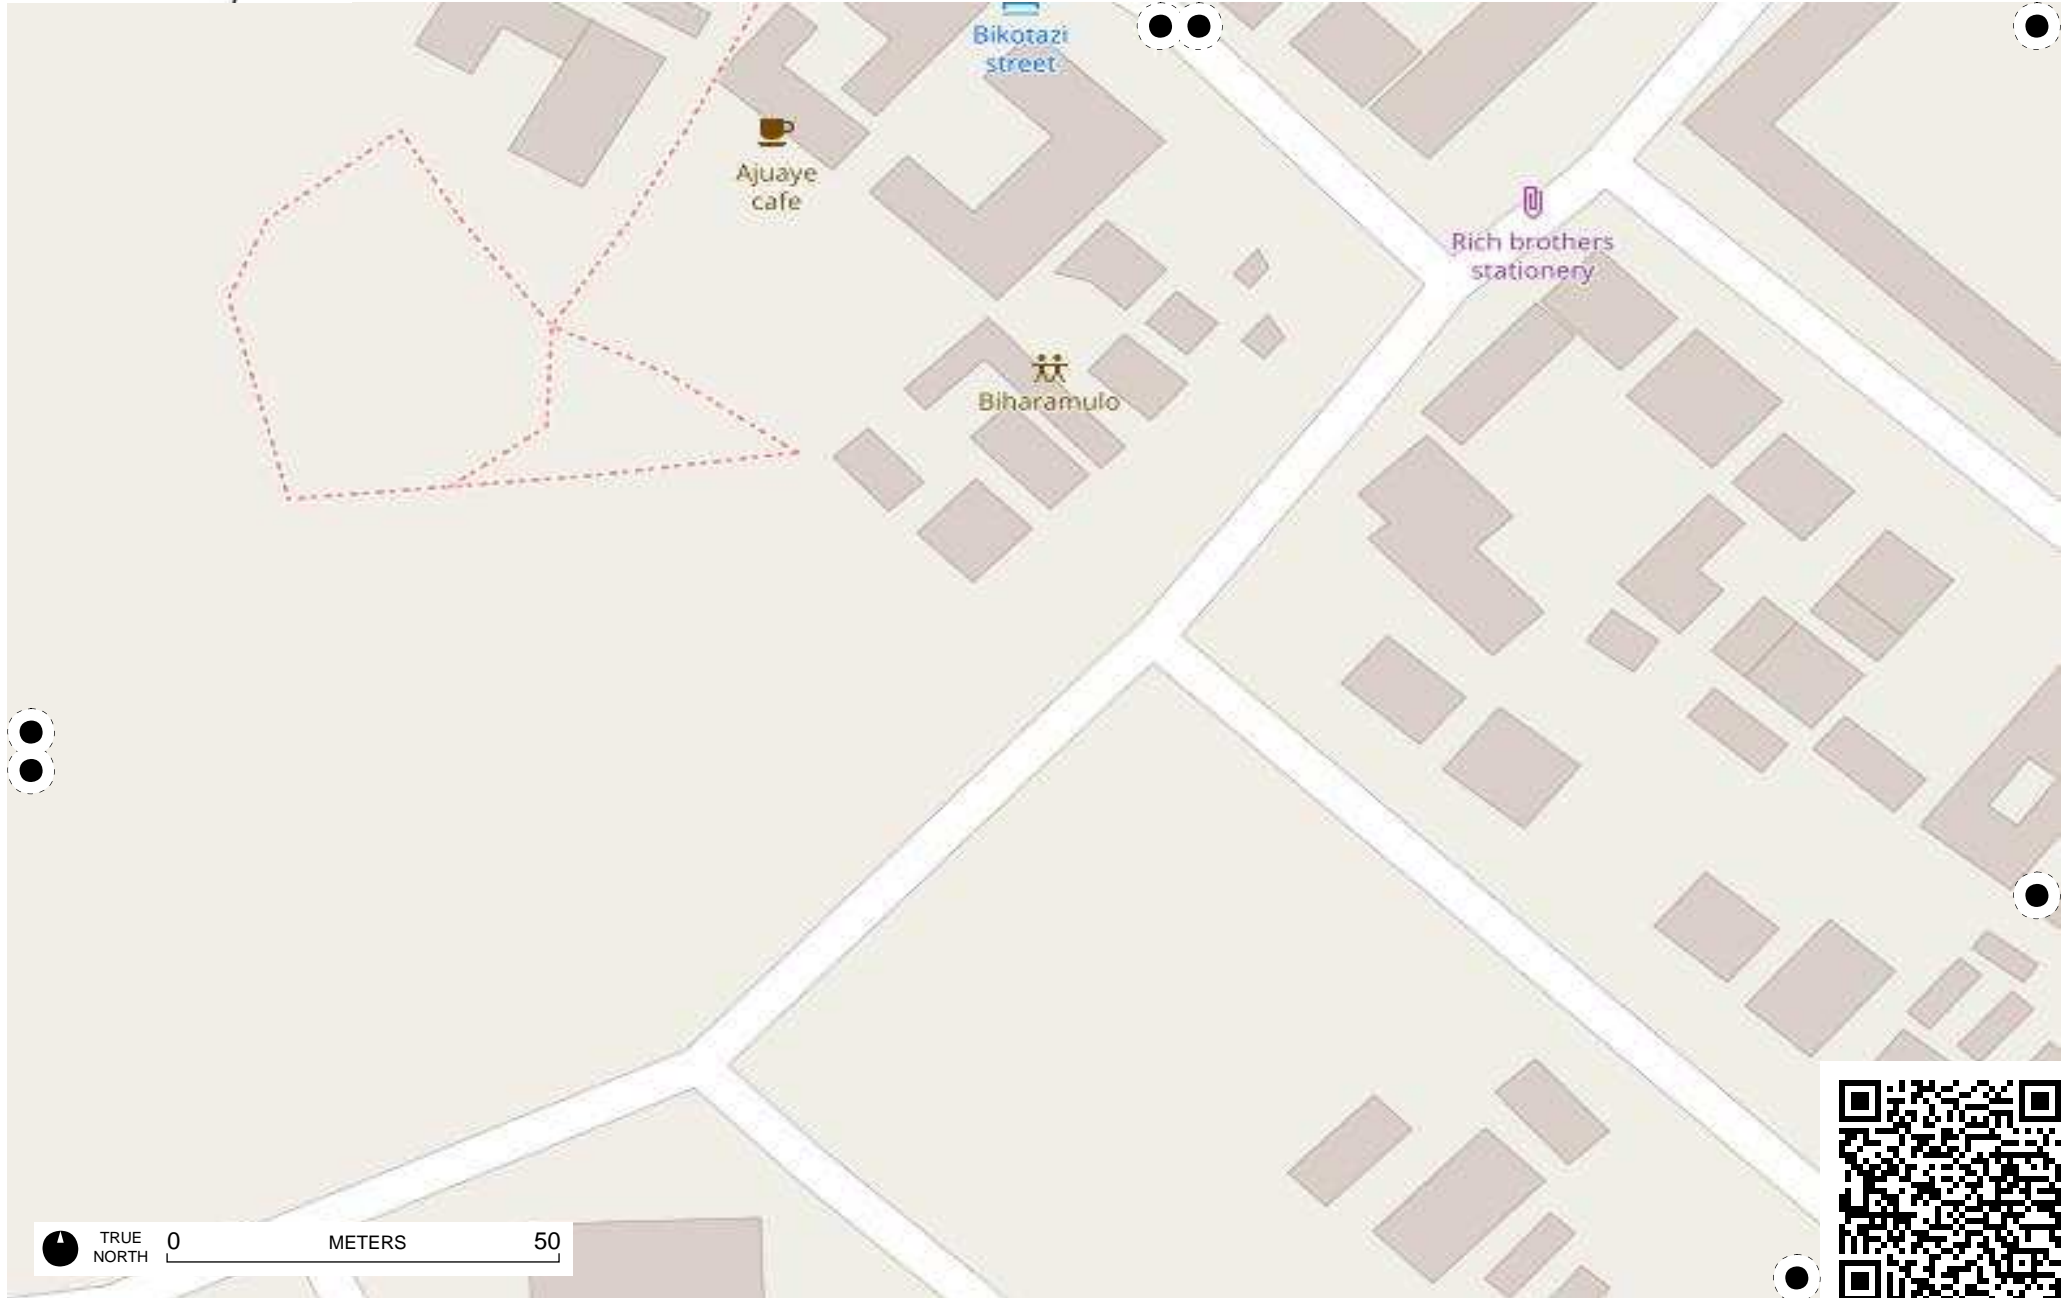 Bikotazi
street
Ajuaye
cafe
Rich brothers
stationery
Biharamulo
TRUE
NORTH
0 METERS 50